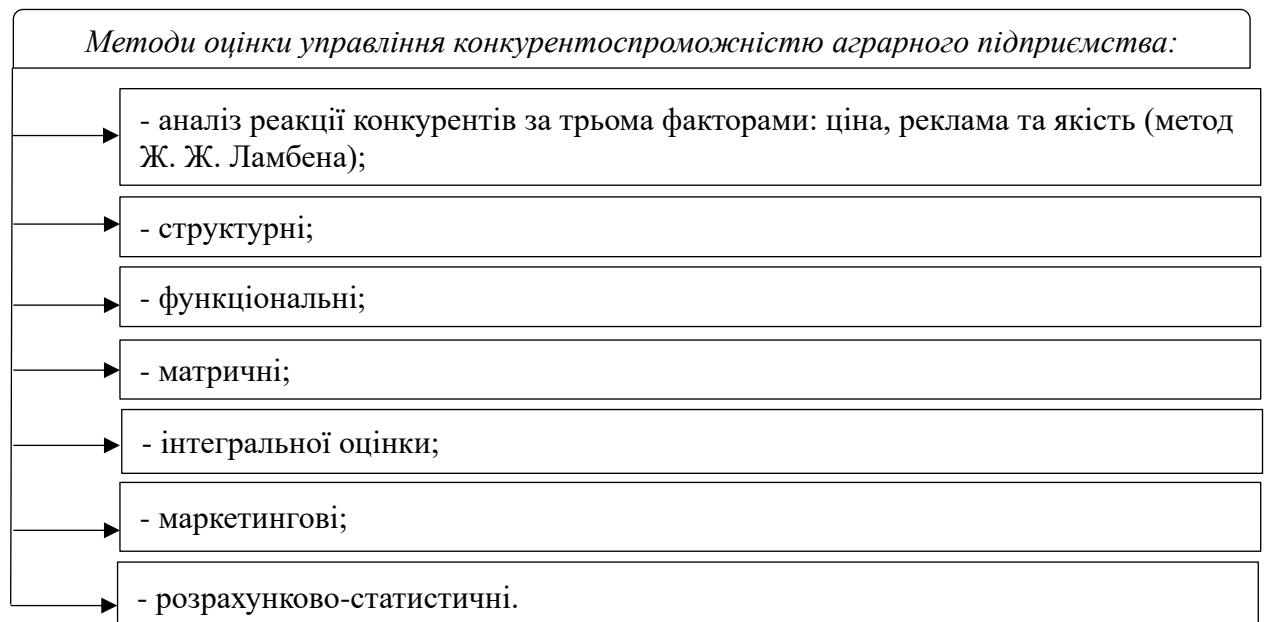 Методи оцінки управління конкурентоспроможністю аграрного підприємства:
- аналіз реакції конкурентів за трьома факторами: ціна, реклама та якість (метод
Ж. Ж. Ламбена);
- структурні;
- функціональні;
- матричні;
- інтегральної оцінки;
- маркетингові;
- розрахунково-статистичні.